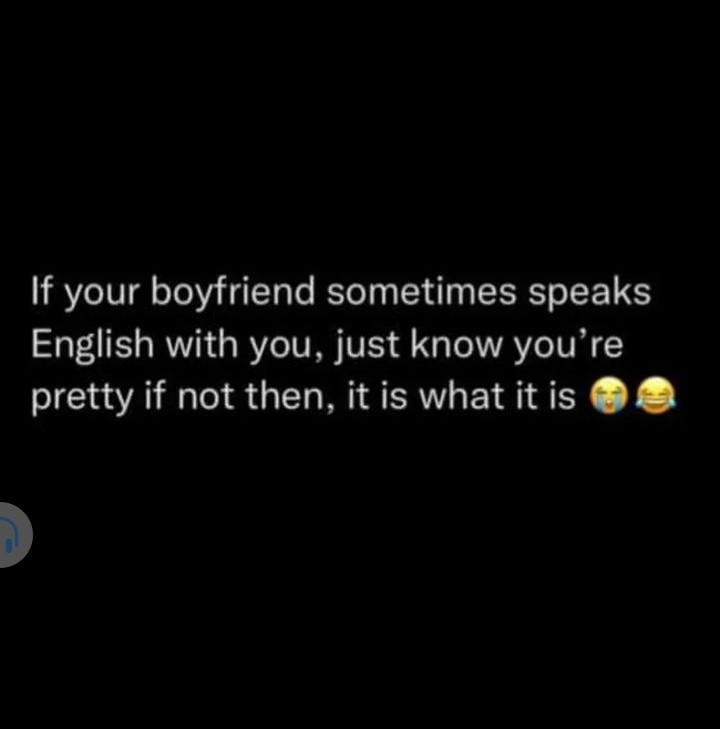 If your boyfriend sometimes speaks
English with you, just know you’re
pretty if not then, it is what it is 😭😂